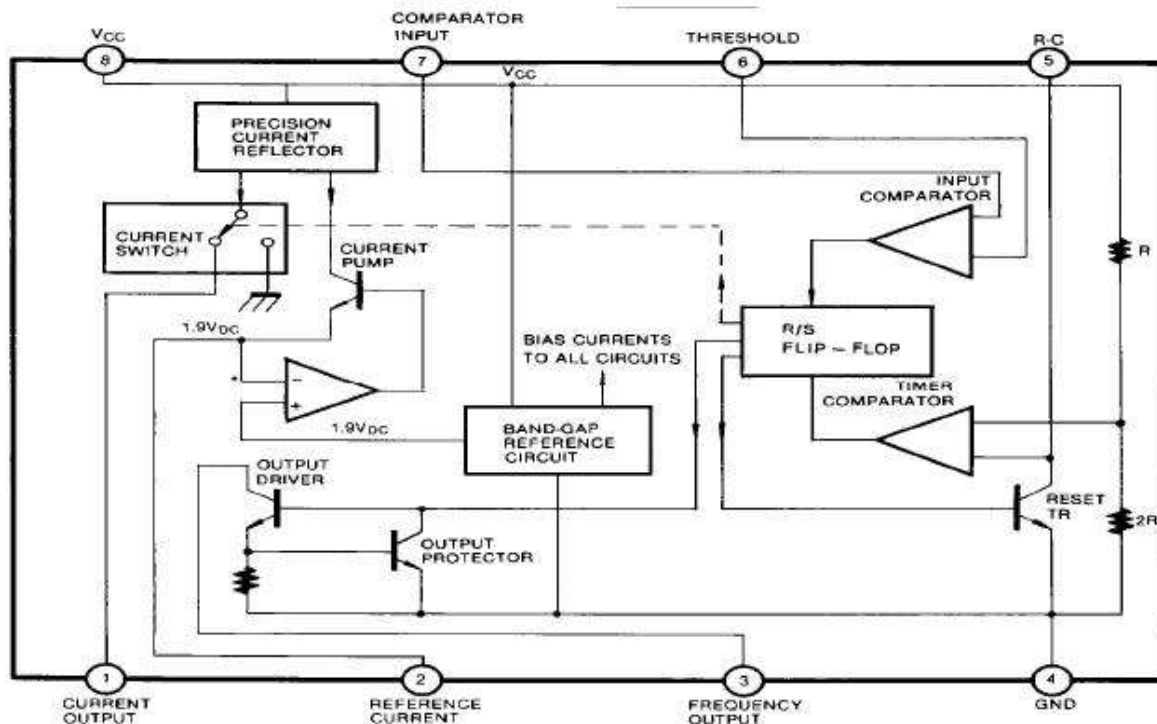 VCC
8
COMPARATOR
INPUT
7
THRESHOLD
6
R-C
5
VCC
PRECISION
CURRENT
REFLECTOR
INPUT
COMPARATOR
CURRENT
SWITCH
CURRENT
PUMP
R
1.9VDC
BIAS CURRENTS
TO ALL CIRCUITS
R/S
FLIP – FLOP
TIMER
COMPARATOR
−
+
1.9VDC
BAND-GAP
REFERENCE
CIRCUIT
OUTPUT
DRIVER
RESET
TR
2R
OUTPUT
PROTECTOR
1
CURRENT
OUTPUT
2
REFERENCE
CURRENT
3
FREQUENCY
OUTPUT
4
GND